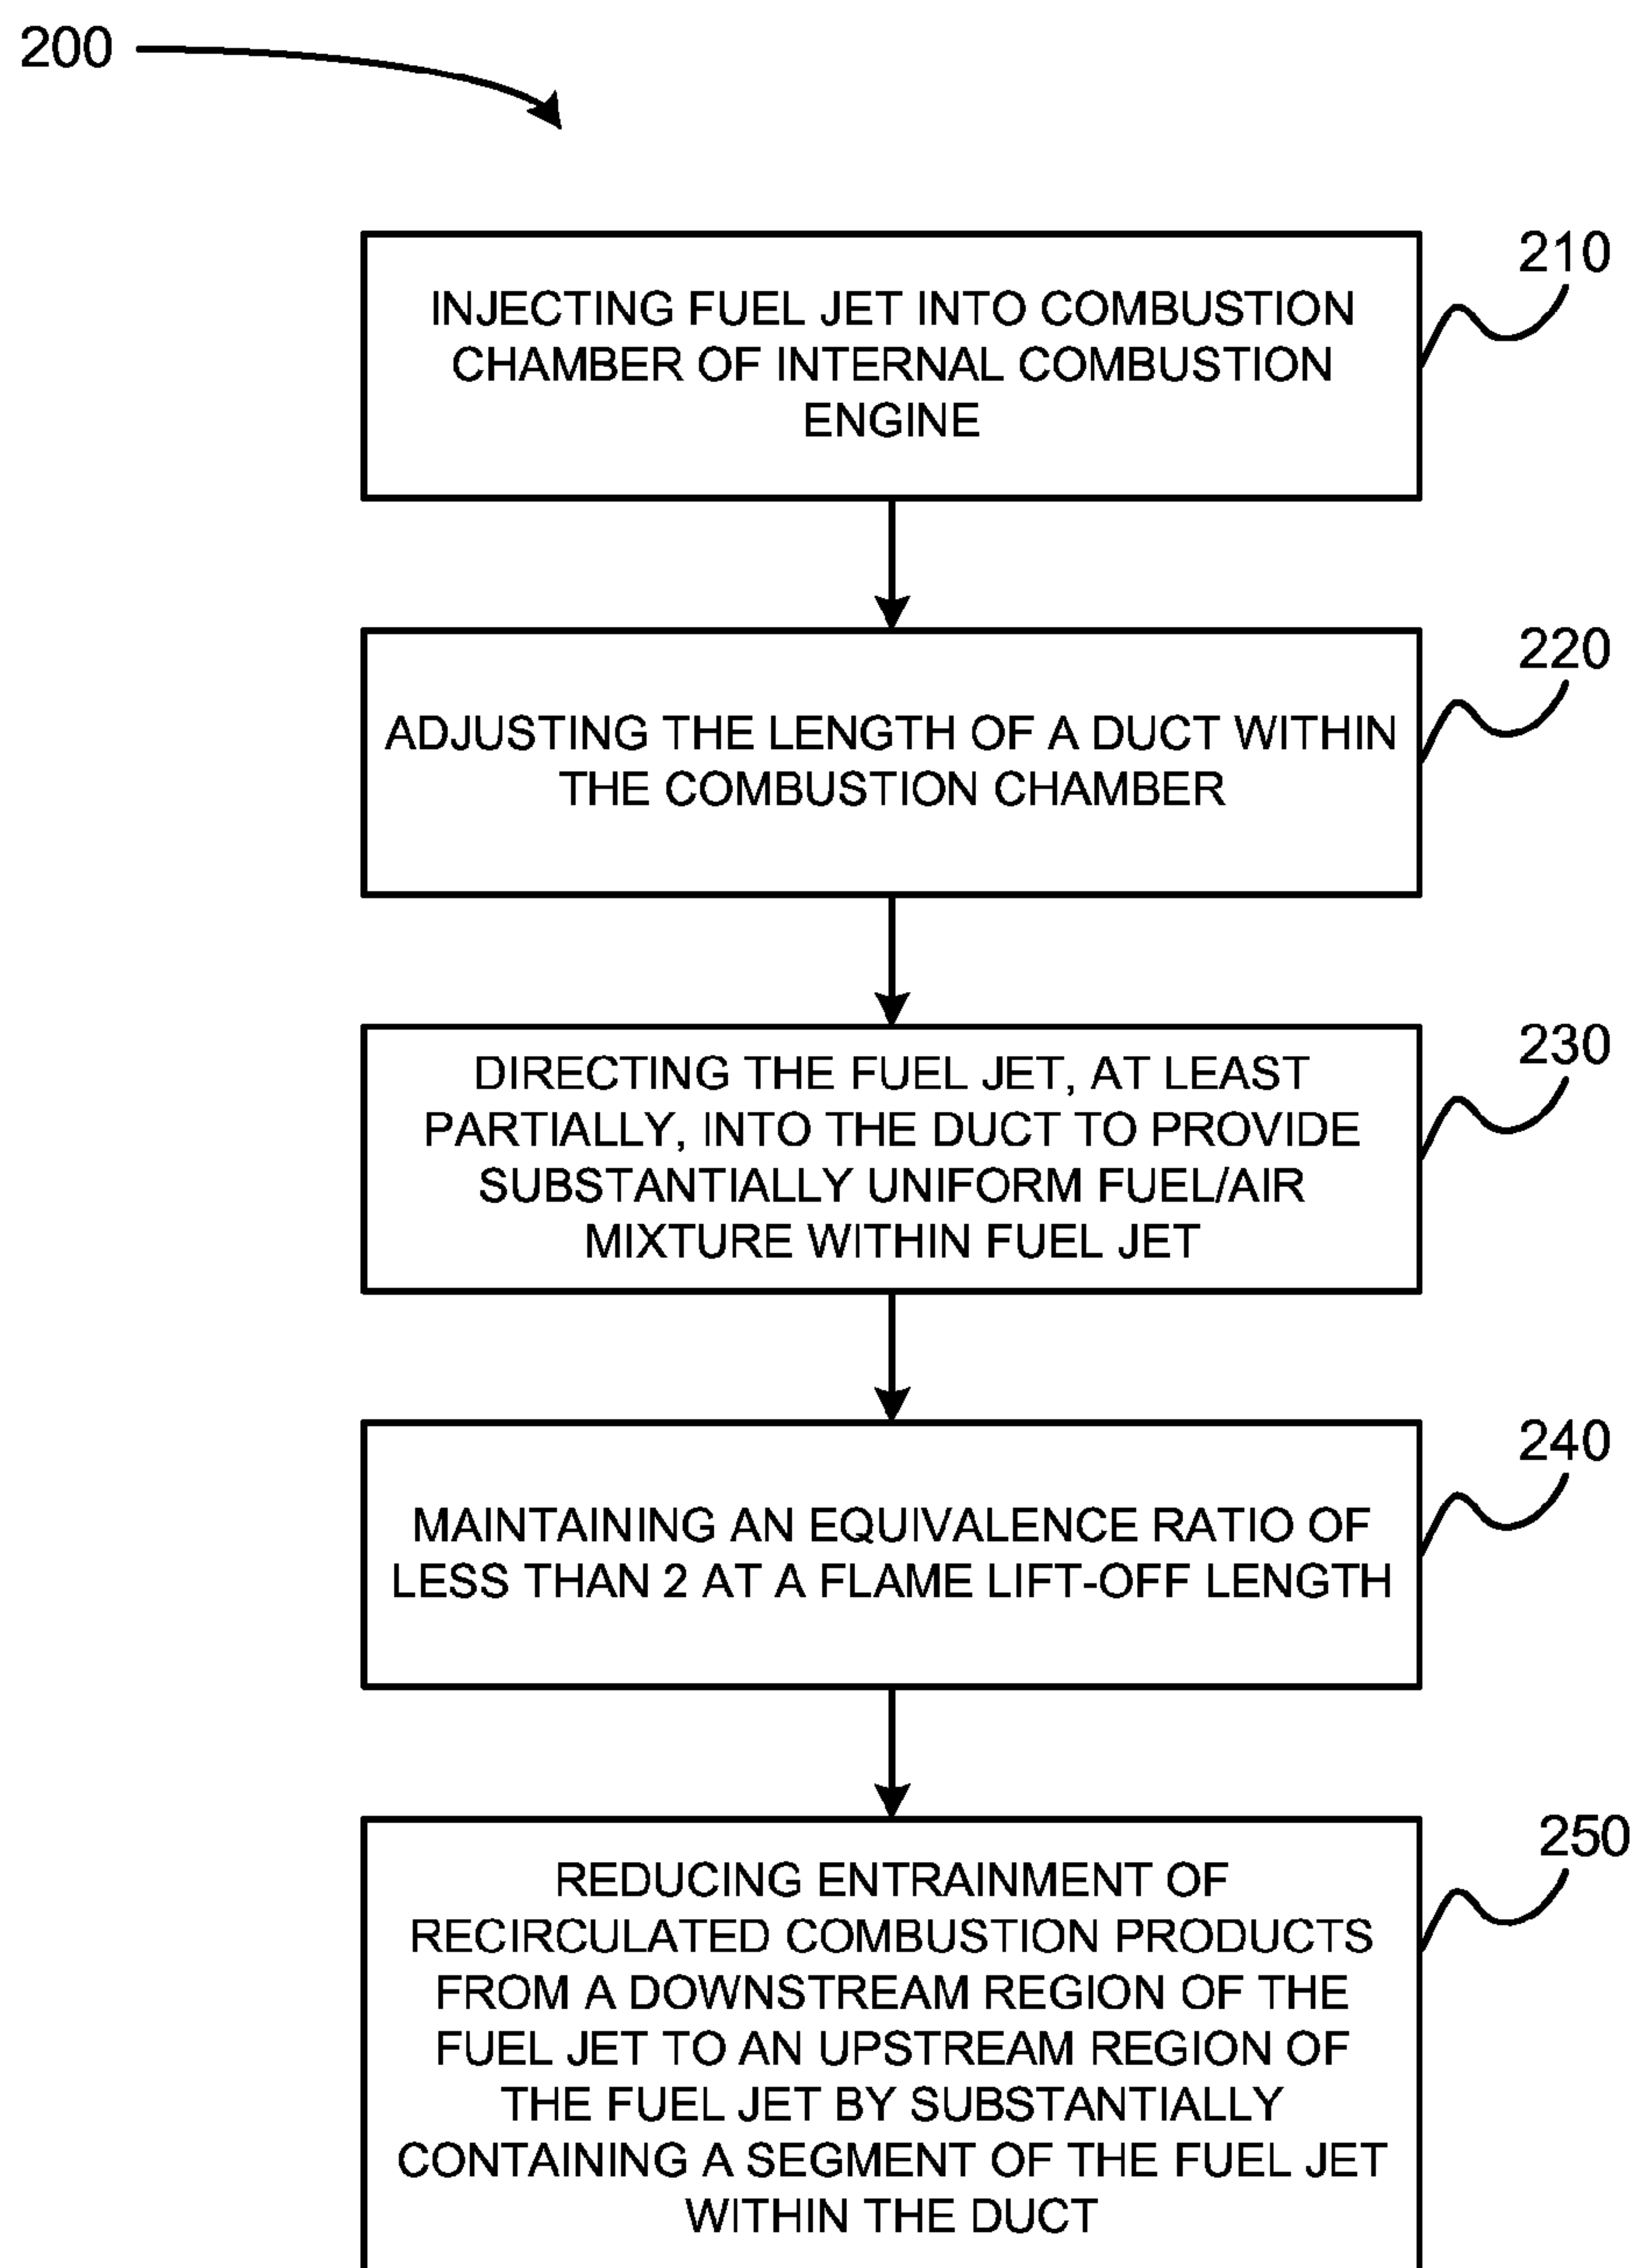 200
210
INJECTING FUEL JET INTO COMBUSTION
CHAMBER OF INTERNAL COMBUSTION
ENGINE
220
ADJUSTING THE LENGTH OF A DUCT WITHIN
THE COMBUSTION CHAMBER
230
DIRECTING THE FUEL JET, AT LEAST
PARTIALLY, INTO THE DUCT TO PROVIDE
SUBSTANTIALLY UNIFORM FUEL/AIR
MIXTURE WITHIN FUEL JET
240
MAINTAINING AN EQUIVALENCE RATIO OF
LESS THAN 2 AT A FLAME LIFT-OFF LENGTH
250
REDUCING ENTRAINMENT OF
RECIRCULATED COMBUSTION PRODUCTS
FROM A DOWNSTREAM REGION OF THE
FUEL JET TO AN UPSTREAM REGION OF
THE FUEL JET BY SUBSTANTIALLY
CONTAINING A SEGMENT OF THE FUEL JET
WITHIN THE DUCT